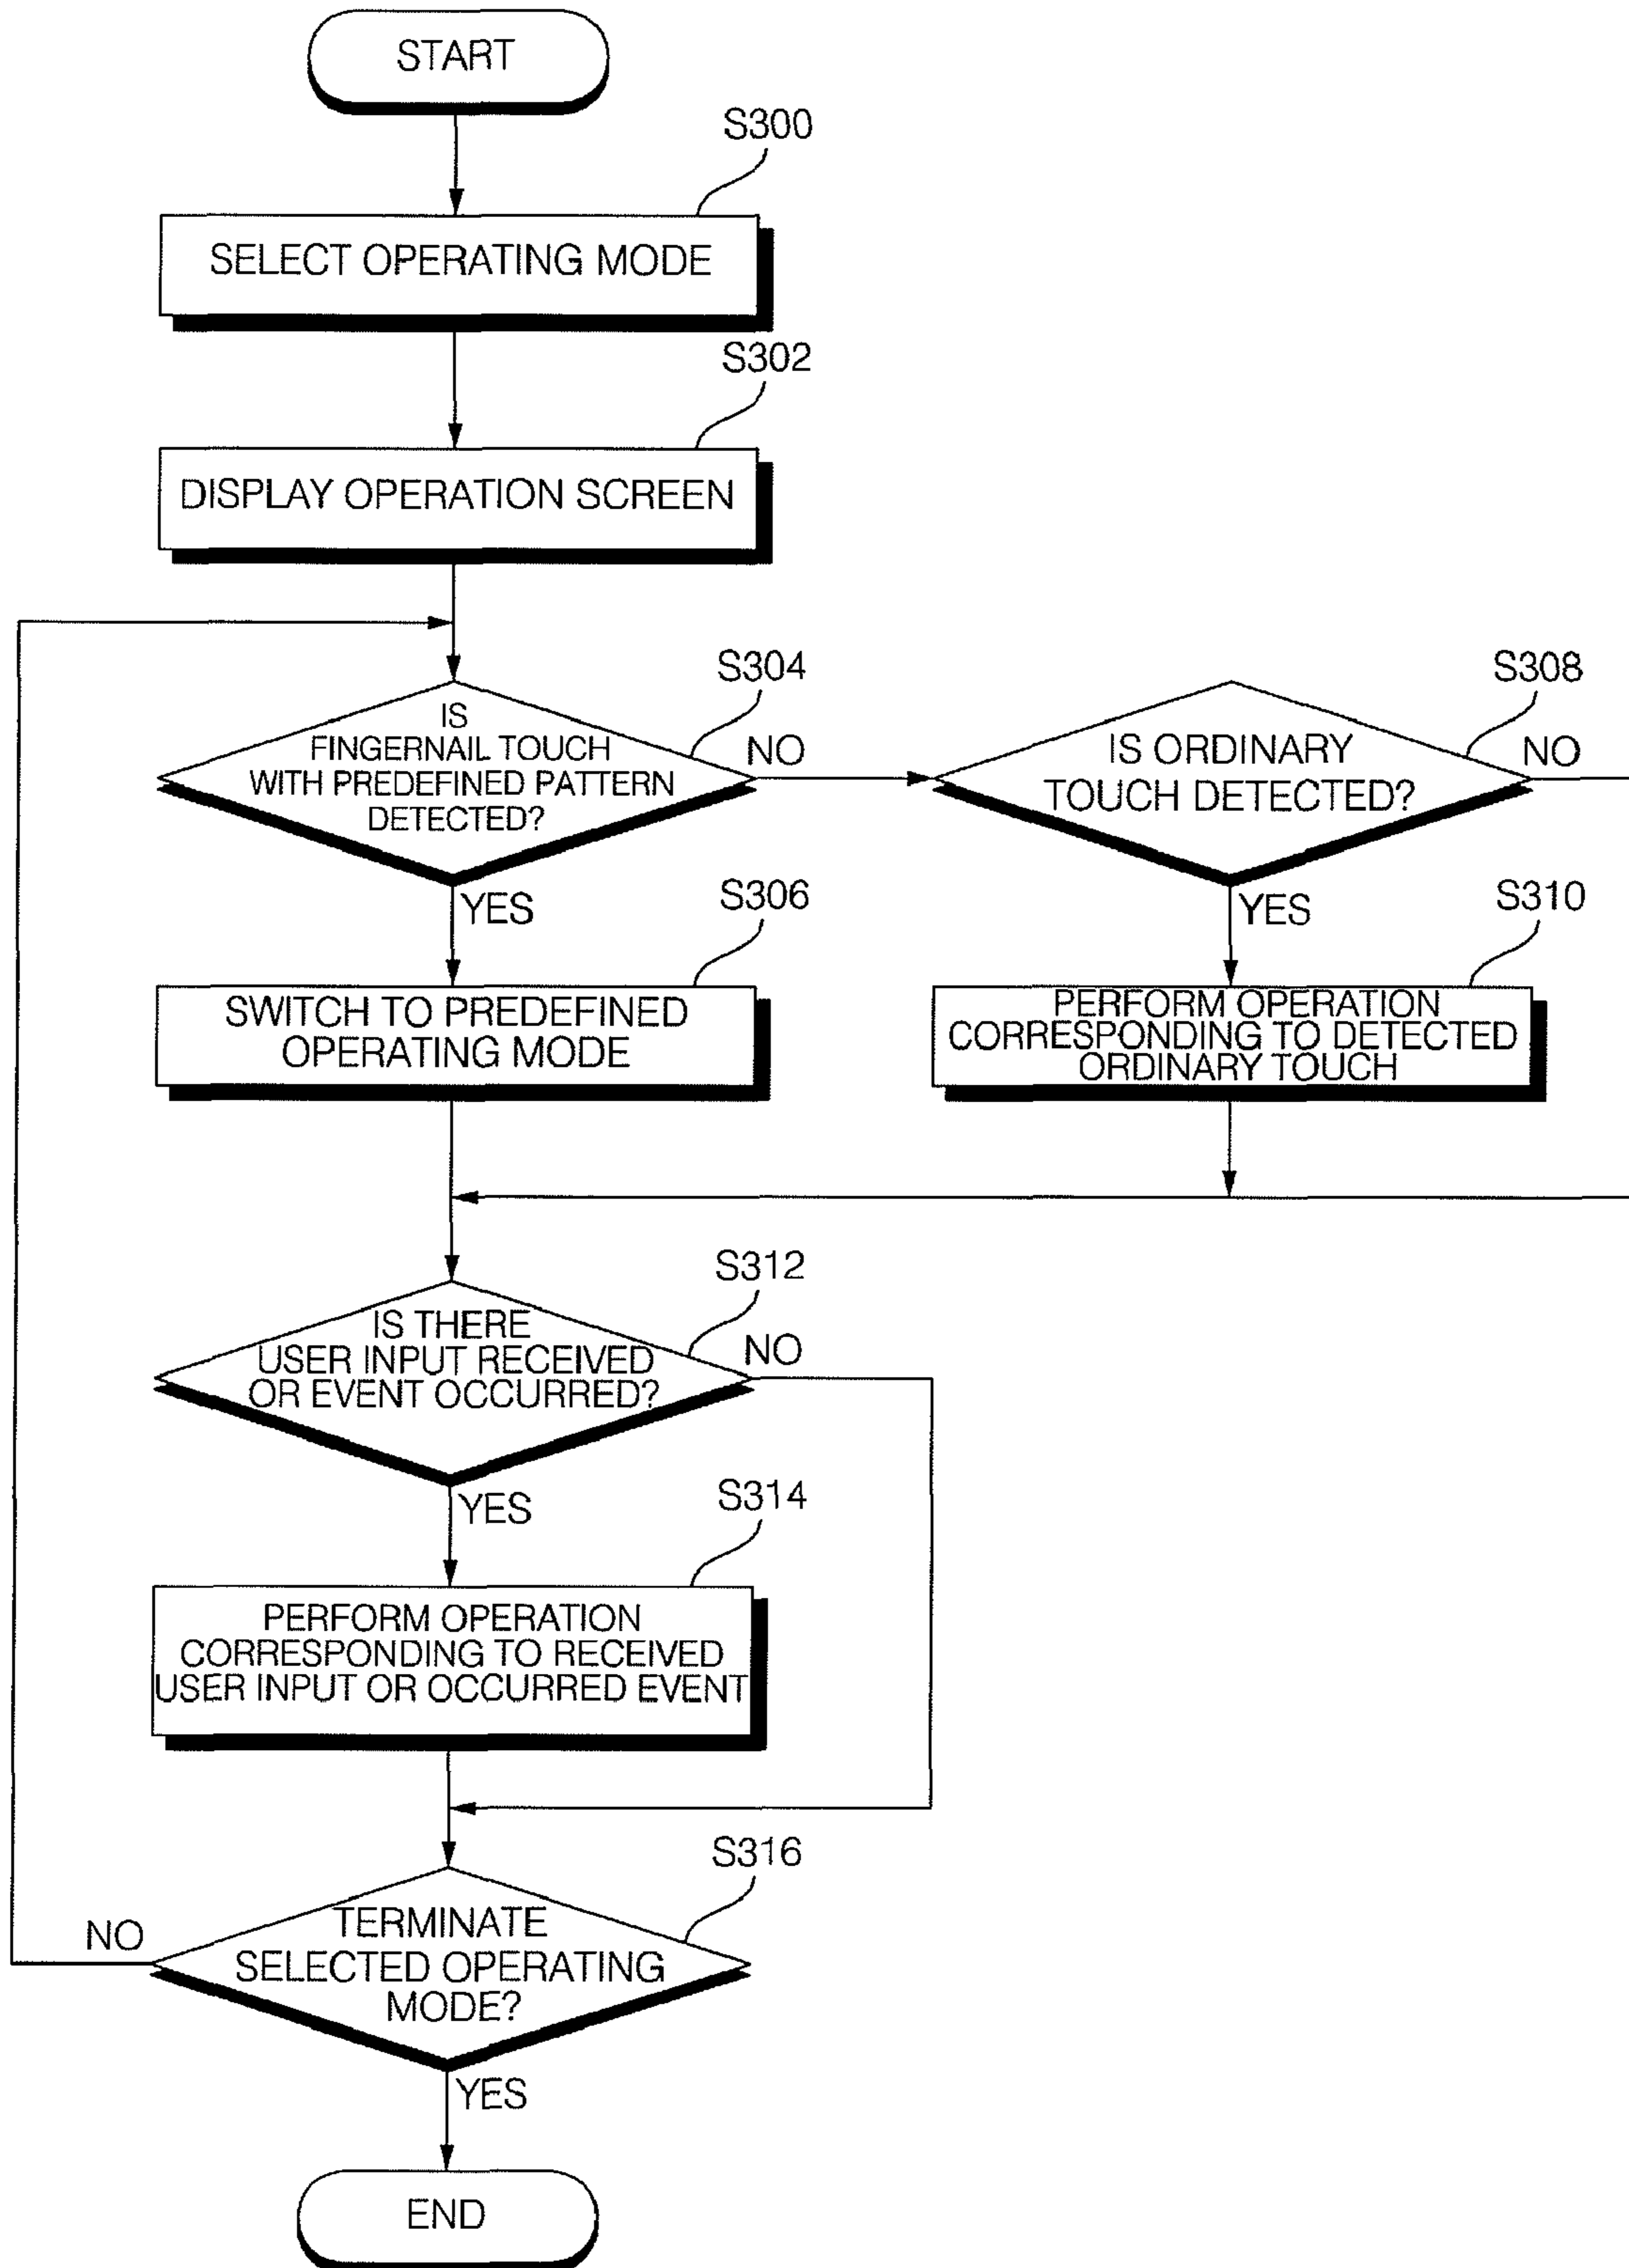 START
S300
SELECT OPERATING MODE
S302
DISPLAY OPERATION SCREEN
S304
IS
FINGERNAIL TOUCH
WITH PREDEFINED PATTERN
DETECTED?
NO
S308
IS ORDINARY
TOUCH DETECTED?
NO
YES
S306
SWITCH TO PREDEFINED
OPERATING MODE
YES
S310
PERFORM OPERATION
CORRESPONDING TO DETECTED
ORDINARY TOUCH
S312
IS THERE
USER INPUT RECEIVED
OR EVENT OCCURRED?
NO
YES
S314
PERFORM OPERATION
CORRESPONDING TO RECEIVED
USER INPUT OR OCCURRED EVENT
S316
TERMINATE
SELECTED OPERATING
MODE?
NO
YES
END